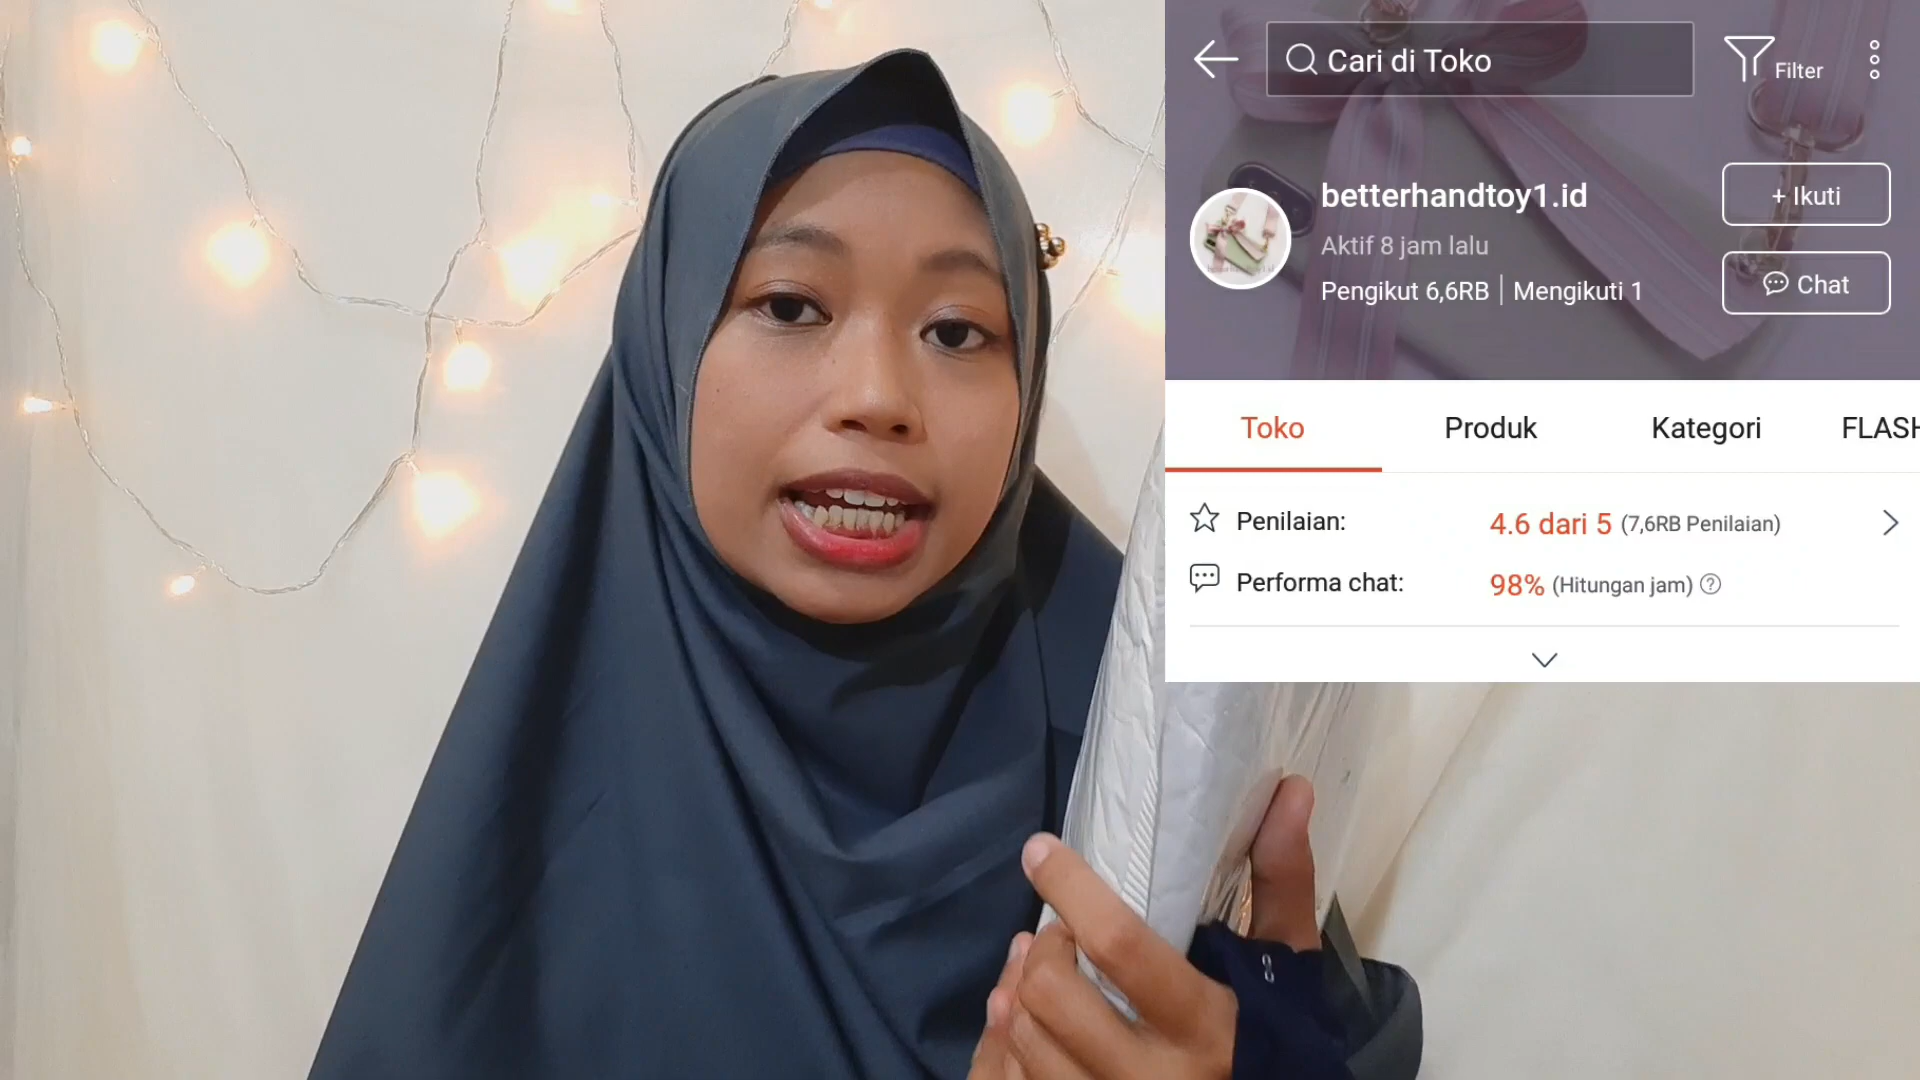 Cari di Toko
Filter
betterhandtoy1.id
+ Ikuti
Aktif 8 jam lalu
Pengikut 6,6RB | Mengikuti 1
Chat
Toko Produk Kategori FLASH
Penilaian: 4.6 dari 5 (7,6RB Penilaian)
Performa chat: 98% (Hitungan jam)